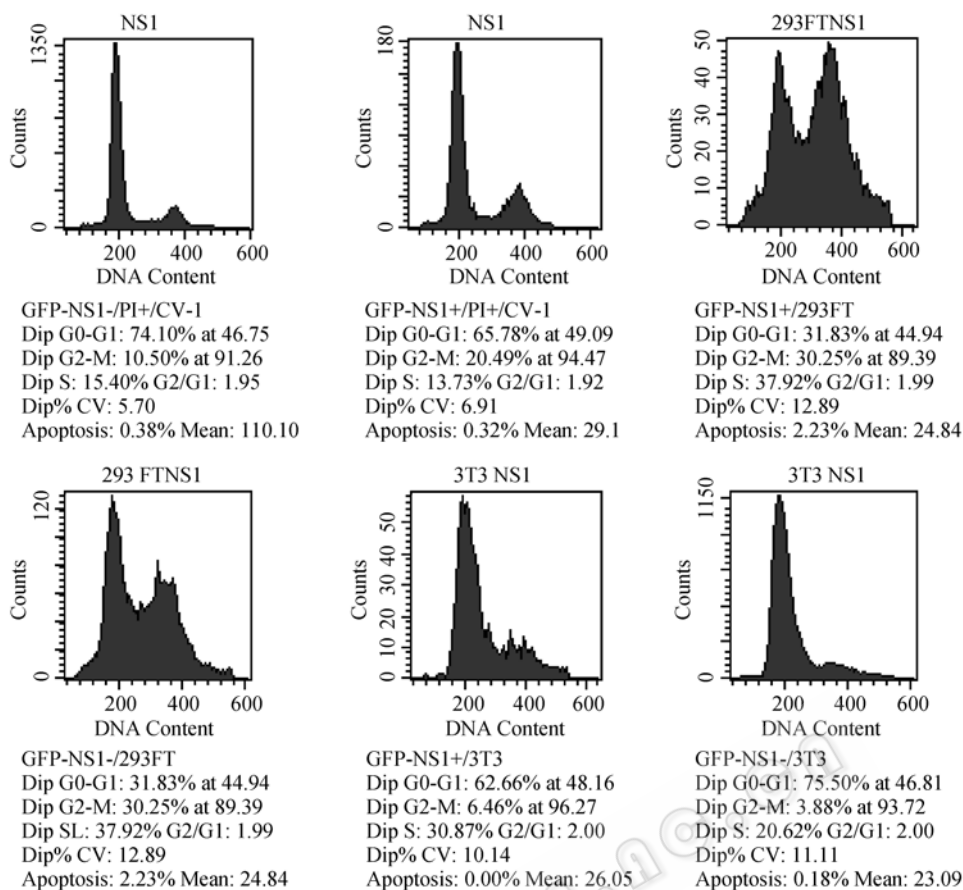 NS1
1350
Counts
0
200 400 600
DNA Content
GFP-NS1-/PI+/CV-1
Dip G0-G1: 74.10% at 46.75
Dip G2-M: 10.50% at 91.26
Dip S: 15.40% G2/G1: 1.95
Dip% CV: 5.70
Apoptosis: 0.38% Mean: 110.10
NS1
180
Counts
0
200 400 600
DNA Content
GFP-NS1+/PI+/CV-1
Dip G0-G1: 65.78% at 49.09
Dip G2-M: 20.49% at 94.47
Dip S: 13.73% G2/G1: 1.92
Dip% CV: 6.91
Apoptosis: 0.32% Mean: 29.1
293FTNS1
50
40
30
20
10
0
Counts
200 400 600
DNA Content
GFP-NS1+/293FT
Dip G0-G1: 31.83% at 44.94
Dip G2-M: 30.25% at 89.39
Dip S: 37.92% G2/G1: 1.99
Dip% CV: 12.89
Apoptosis: 2.23% Mean: 24.84
293 FTNS1
120
Counts
0
200 400 600
DNA Content
GFP-NS1-/293FT
Dip G0-G1: 31.83% at 44.94
Dip G2-M: 30.25% at 89.39
Dip SL: 37.92% G2/G1: 1.99
Dip% CV: 12.89
Apoptosis: 2.23% Mean: 24.84
3T3 NS1
50
40
30
20
10
0
Counts
200 400 600
DNA Content
GFP-NS1+/3T3
Dip G0-G1: 62.66% at 48.16
Dip G2-M: 6.46% at 96.27
Dip S: 30.87% G2/G1: 2.00
Dip% CV: 10.14
Apoptosis: 0.00% Mean: 26.05
3T3 NS1
1150
Counts
0
200 400 600
DNA Content
GFP-NS1-/3T3
Dip G0-G1: 75.50% at 46.81
Dip G2-M: 3.88% at 93.72
Dip S: 20.62% G2/G1: 2.00
Dip% CV: 11.11
Apoptosis: 0.18% Mean: 23.09